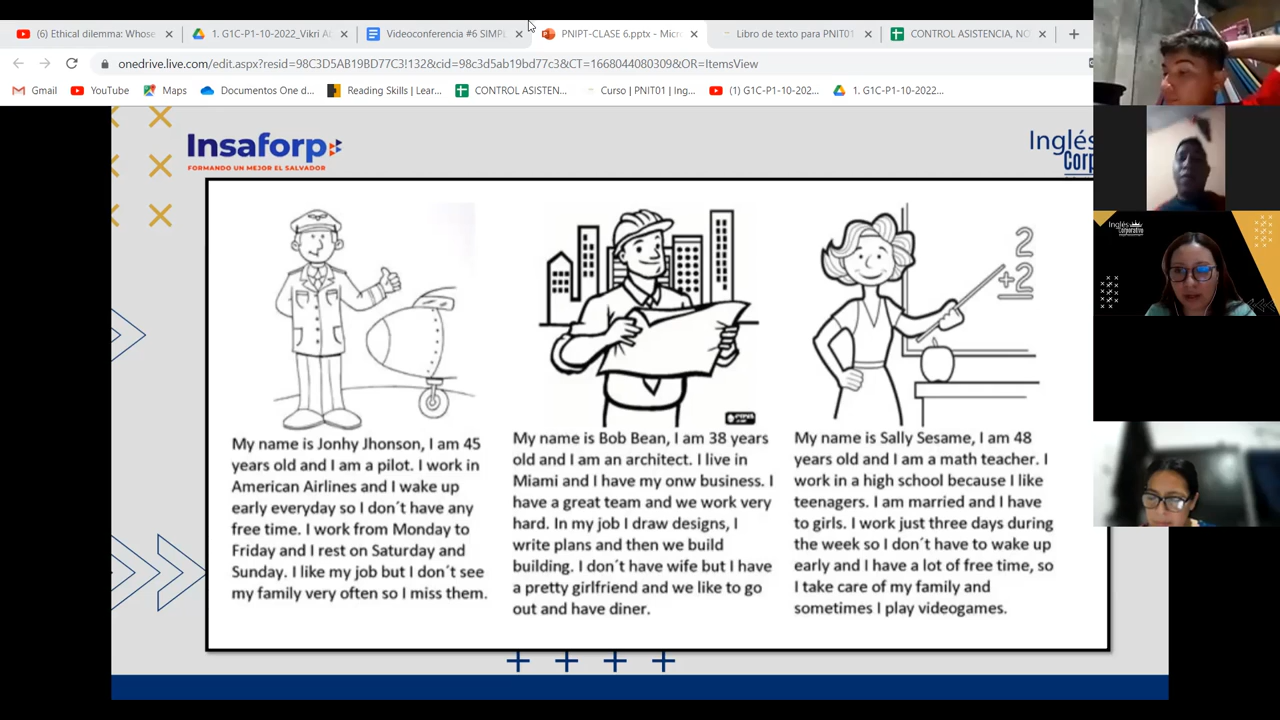 (6) Ethical dilemma: Whose
1. G1C-P1-10-2022_Vikri Al
Videoconferencia #6 SIMPL
PNIPT-CLASE 6.pptx - Micro
Libro de texto para PNIT01
CONTROL ASISTENCIA, NO
onedrive.live.com/edit.aspx?resid=98C3D5AB19BD77C3!132&cid=98c3d5ab19bd77c3&CT=1668044080309&OR=ItemsView
Gmail
YouTube
Maps
Documentos One d...
Reading Skills | Lear...
CONTROL ASISTEN...
Curso | PNIT01 | Ing...
(1) G1C-P1-10-202...
1. G1C-P1-10-2022...
Insaforp
FORMANDO UN MEJOR EL SALVADOR
Inglés
Corp
Inglés
Corporativo
2
+2
My name is Jonhy Jhonson, I am 45
years old and I am a pilot. I work in
American Airlines and I wake up
early everyday so I don´t have any
free time. I work from Monday to
Friday and I rest on Saturday and
Sunday. I like my job but I don´t see
my family very often so I miss them.
My name is Bob Bean, I am 38 years
old and I am an architect. I live in
Miami and I have my onw business. I
have a great team and we work very
hard. In my job I draw designs, I
write plans and then we build
building. I don´t have wife but I have
a pretty girlfriend and we like to go
out and have diner.
My name is Sally Sesame, I am 48
years old and I am a math teacher. I
work in a high school because I like
teenagers. I am married and I have
to girls. I work just three days during
the week so I don´t have to wake up
early and I have a lot of free time, so
I take care of my family and
sometimes I play videogames.